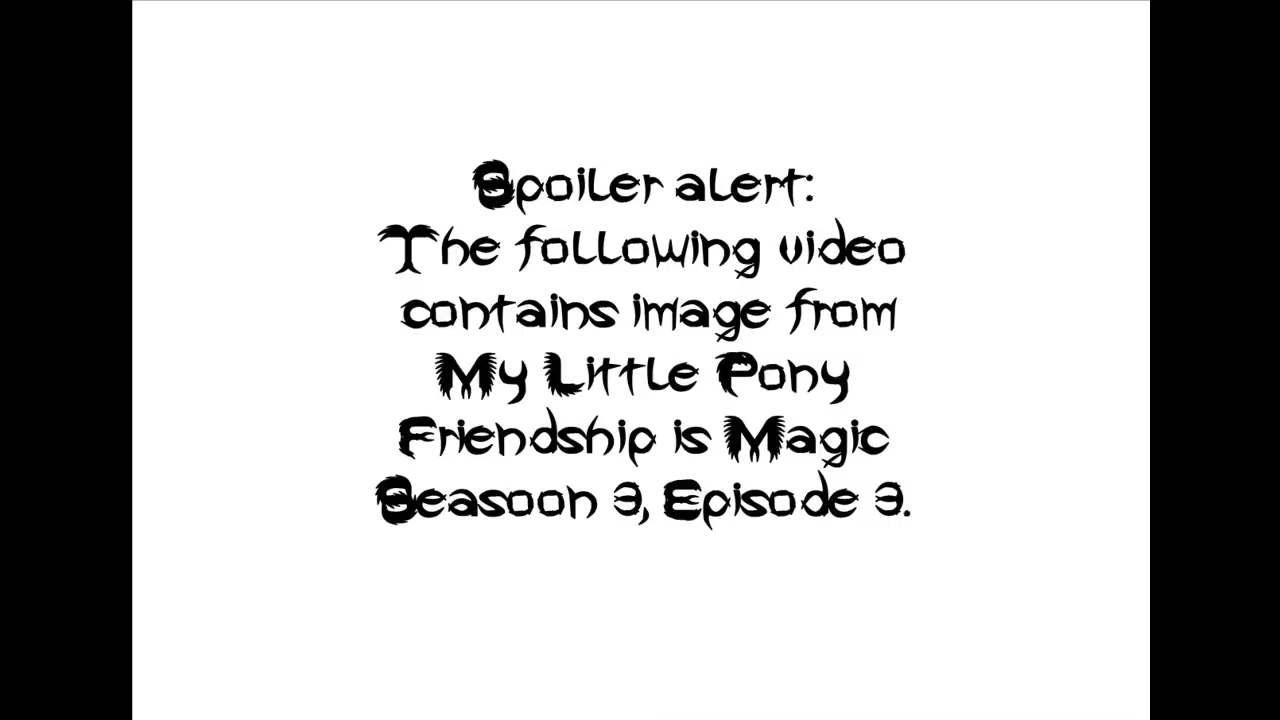 Spoiler alert:
The following video
contains image from
My Little Pony
Friendship is Magic
Seasoon 3, Episode 3.